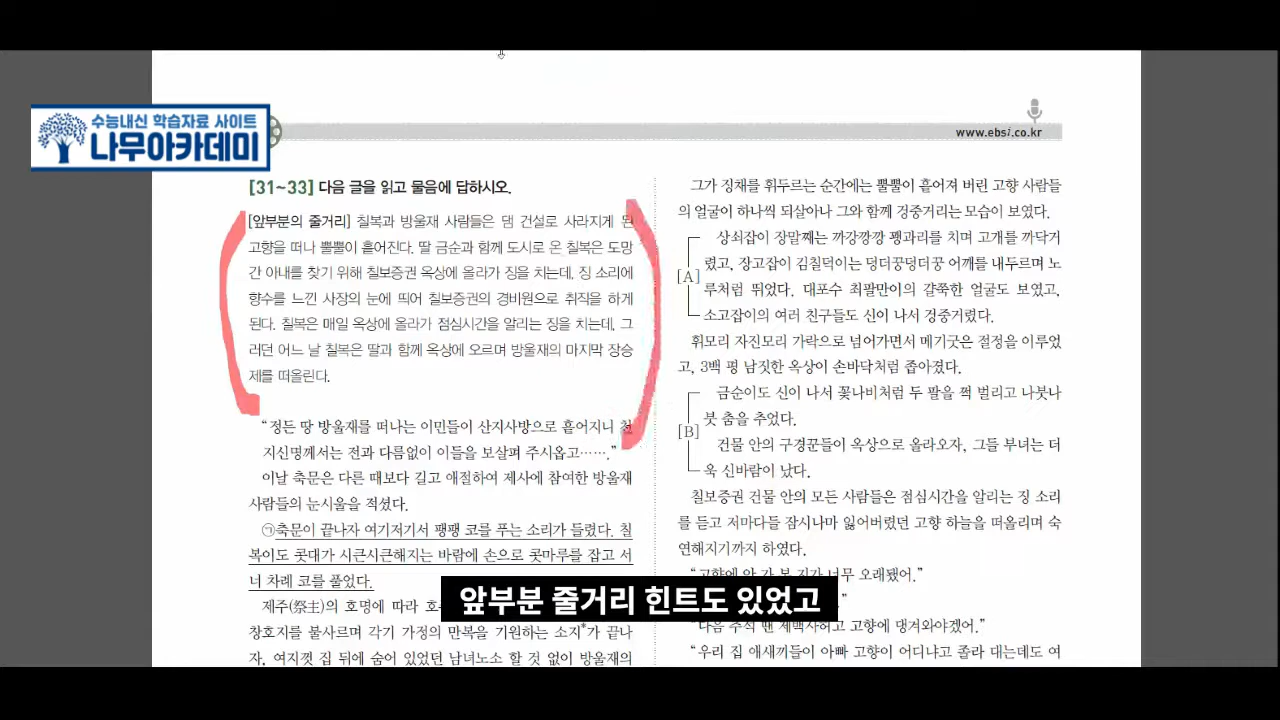 수능내신 학습자료 사이트
나무아카데미
www.ebsi.co.kr
[31~33] 다음 글을 읽고 물음에 답하시오.
[앞부분의 줄거리] 칠복과 방울재 사람들은 댐 건설로 사라지게 된
고향을 떠나 뿔뿔이 흩어진다. 딸 금순과 함께 도시로 온 칠복은 도망
간 아내를 찾기 위해 칠보증권 옥상에 올라가 징을 치는데, 징 소리에
향수를 느낀 사장의 눈에 띄어 칠보증권의 경비원으로 취직을 하게
된다. 칠복은 매일 옥상에 올라가 점심시간을 알리는 징을 치는데, 그
러던 어느 날 칠복은 딸과 함께 옥상에 오르며 방울재의 마지막 장승
제를 떠올린다.
“정든 땅 방울재를 떠나는 이민들이 산지사방으로 흩어지니 천
지신명께서는 전과 다름없이 이들을 보살펴 주시옵고…….”
이날 축문은 다른 때보다 길고 애절하여 제사에 참여한 방울재
사람들의 눈시울을 적셨다.
㉠축문이 끝나자 여기저기서 팽팽 코를 푸는 소리가 들렸다. 칠
복이도 콧대가 시큰시큰해지는 바람에 손으로 콧마루를 잡고 서
너 차례 코를 풀었다.
제주(祭主)의 호명에 따라
창호지를 불사르며 각기 가정의 만복을 기원하는 소지*가 끝나
자, 여지껏 집 뒤에 숨어 있었던 남녀노소 할 것 없이 방울재의
그가 징채를 휘두르는 순간에는 뿔뿔이 흩어져 버린 고향 사람들
의 얼굴이 하나씩 되살아나 그와 함께 겅중거리는 모습이 보였다.
상쇠잡이 장말째는 까강깡깡 꽹과리를 치며 고개를 까닥거
렸고, 장고잡이 김칠덕이는 덩더꿍덩더꿍 어깨를 내두르며 노
[A]
루처럼 뛰었다. 대포수 최팔만이의 걀쭉한 얼굴도 보였고,
소고잡이의 여러 친구들도 신이 나서 겅중거렸다.
휘모리 자진모리 가락으로 넘어가면서 메기굿은 절정을 이루었
고, 3백 평 남짓한 옥상이 손바닥처럼 좁아졌다.
금순이도 신이 나서 꽃나비처럼 두 팔을 쩍 벌리고 나붓나
붓 춤을 추었다.
[B]
건물 안의 구경꾼들이 옥상으로 올라오자, 그들 부녀는 더
욱 신바람이 났다.
칠보증권 건물 안의 모든 사람들은 점심시간을 알리는 징 소리
를 듣고 저마다들 잠시나마 잃어버렸던 고향 하늘을 떠올리며 숙
연해지기까지 하였다.
“고향에 안 가 본 지가 너무 오래됐어.”
“다음 추석 땐 제백사하고 고향에 댕겨와야겠어.”
“우리 집 애새끼들이 아빠 고향이 어디냐고 졸라 대는데도 여
앞부분 줄거리 힌트도 있었고